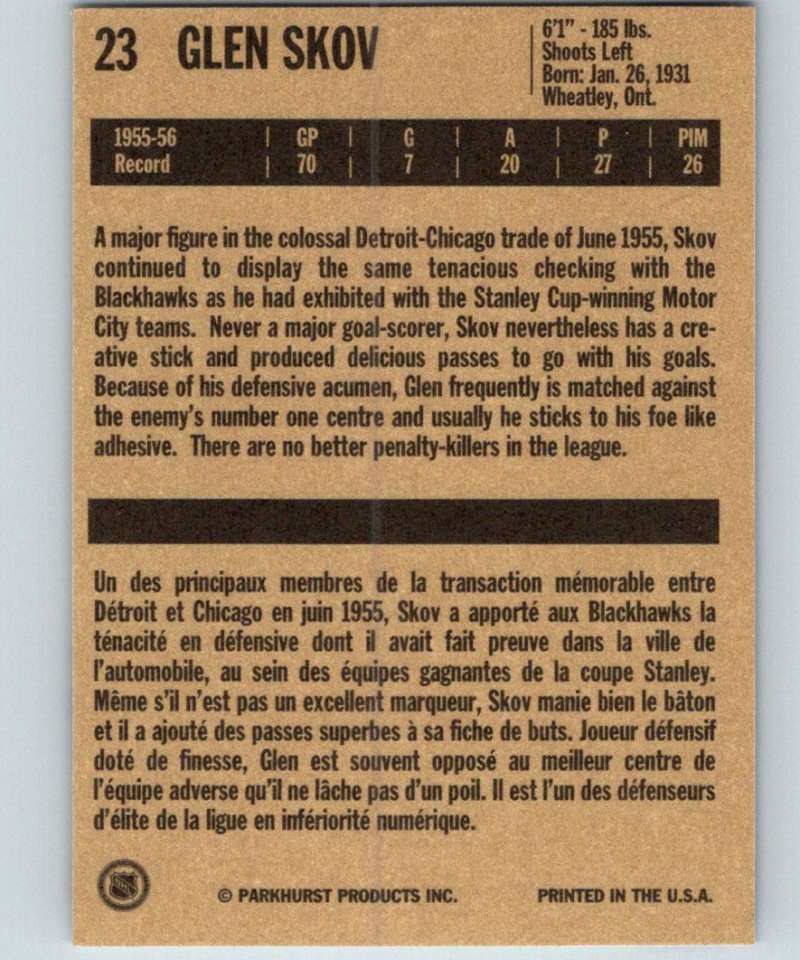 23 GLEN SKOV
6'1" - 185 lbs.
Shoots Left
Born: Jan. 26, 1931
Wheatley, Ont.
1955-56 | GP | G | A | P | PIM
Record | 70 | 7 | 20 | 27 | 26
A major figure in the colossal Detroit-Chicago trade of June 1955, Skov
continued to display the same tenacious checking with the
Blackhawks as he had exhibited with the Stanley Cup-winning Motor
City teams. Never a major goal-scorer, Skov nevertheless has a cre-
ative stick and produced delicious passes to go with his goals.
Because of his defensive acumen, Glen frequently is matched against
the enemy's number one centre and usually he sticks to his foe like
adhesive. There are no better penalty-killers in the league.
Un des principaux membres de la transaction mémorable entre
Détroit et Chicago en juin 1955, Skov a apporté aux Blackhawks la
ténacité en défensive dont il avait fait preuve dans la ville de
l'automobile, au sein des équipes gagnantes de la coupe Stanley.
Même s'il n'est pas un excellent marqueur, Skov manie bien le bâton
et il a ajouté des passes superbes à sa fiche de buts. Joueur défensif
doté de finesse, Glen est souvent opposé au meilleur centre de
l'équipe adverse qu'il ne lâche pas d'un poil. Il est l'un des défenseurs
d'élite de la ligue en infériorité numérique.
NHL
© PARKHURST PRODUCTS INC. PRINTED IN THE U.S.A.